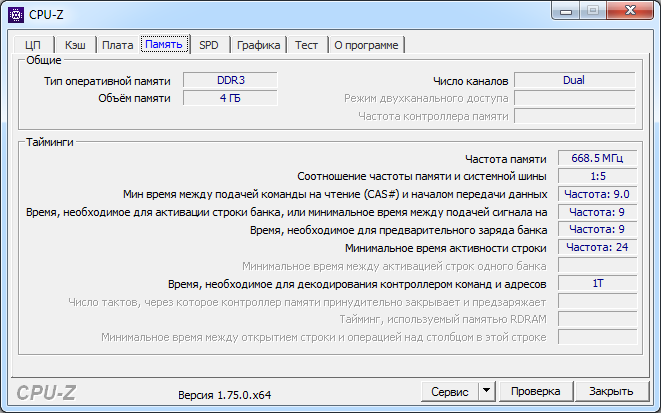 CPU-Z
ЦП Кэш Плата Память SPD Графика Тест О программе
Общие
Тип оперативной памяти DDR3 Число каналов Dual
Объём памяти 4 ГБ Режим двухканального доступа
Частота контроллера памяти
Тайминги
Частота памяти 668.5 МГц
Соотношение частоты памяти и системной шины 1:5
Мин время между подачей команды на чтение (CAS#) и началом передачи данных Частота: 9.0
Время, необходимое для активации строки банка, или минимальное время между подачей сигнала на Частота: 9
Время, необходимое для предварительного заряда банка Частота: 9
Минимальное время активности строки Частота: 24
Минимальное время между активацией строк одного банка
Время, необходимое для декодирования контроллером команд и адресов 1T
Число тактов, через которое контроллер памяти принудительно закрывает и предзаряжает
Тайминг, используемый памятью RDRAM
Минимальное время между открытием строки и операцией над столбцом в этой строке
CPU-Z Версия 1.75.0.x64 Сервис Проверка Закрыть